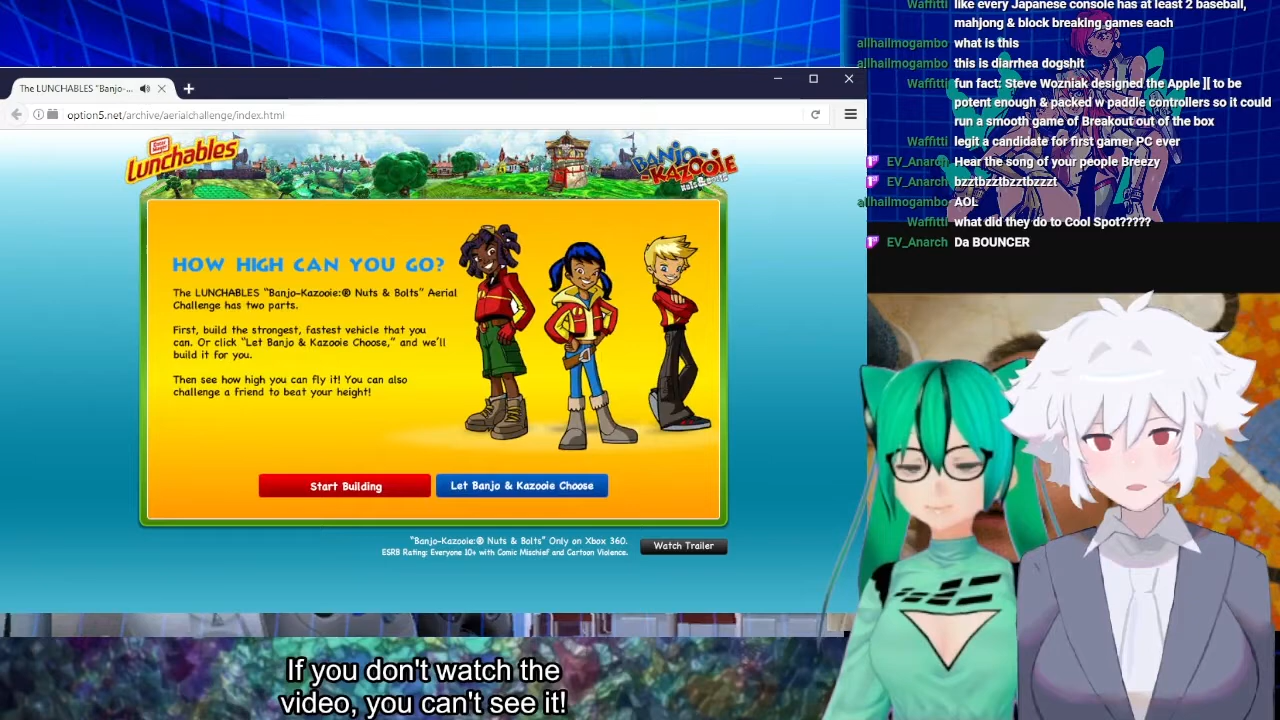 Waffitti like every Japanese console has at least 2 baseball,
mahjong & block breaking games each
allhailmogambo what is this
allhailmogambo this is diarrhea dogshit
Waffitti fun fact: Steve Wozniak designed the Apple ][ to be
potent enough & packed w paddle controllers so it could
run a smooth game of Breakout out of the box
Waffitti legit a candidate for first gamer PC ever
EV_Anarch Hear the song of your people Breezy
EV_Anarch bzztbzztbzztbzzzt
allhailmogambo AOL
Waffitti what did they do to Cool Spot?????
EV_Anarch Da BOUNCER
The LUNCHABLES "Banjo-...
option5.net/archive/aerialchallenge/index.html
Oscar Mayer
Lunchables
BANJO-
KAZOOIE
Nuts & Bolts
HOW HIGH CAN YOU GO?
The LUNCHABLES "Banjo-Kazooie:® Nuts & Bolts" Aerial
Challenge has two parts.
First, build the strongest, fastest vehicle that you
can. Or click "Let Banjo & Kazooie Choose," and we'll
build it for you.
Then see how high you can fly it! You can also
challenge a friend to beat your height!
Start Building
Let Banjo & Kazooie Choose
"Banjo-Kazooie:® Nuts & Bolts" Only on Xbox 360.
ESRB Rating: Everyone 10+ with Comic Mischief and Cartoon Violence.
Watch Trailer
If you don't watch the
video, you can't see it!